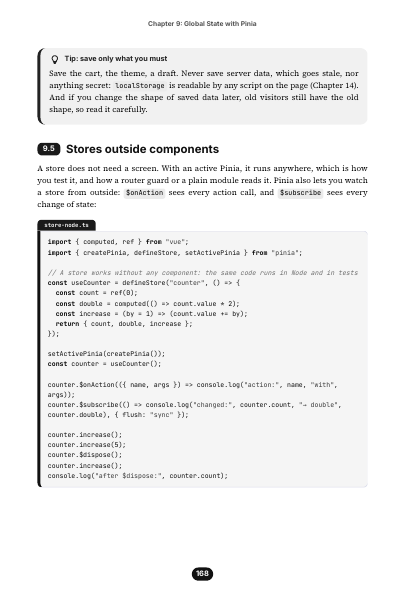 Chapter 9: Global State with Pinia
Tip: save only what you must
Save the cart, the theme, a draft. Never save server data, which goes stale, nor
anything secret: localStorage is readable by any script on the page (Chapter 14).
And if you change the shape of saved data later, old visitors still have the old
shape, so read it carefully.
9.5 Stores outside components
A store does not need a screen. With an active Pinia, it runs anywhere, which is how
you test it, and how a router guard or a plain module reads it. Pinia also lets you watch
a store from outside: $onAction sees every action call, and $subscribe sees every
change of state:
store-node.ts
import { computed, ref } from "vue";
import { createPinia, defineStore, setActivePinia } from "pinia";
// A store works without any component: the same code runs in Node and in tests
const useCounter = defineStore("counter", () => {
  const count = ref(0);
  const double = computed(() => count.value * 2);
  const increase = (by = 1) => (count.value += by);
  return { count, double, increase };
});
setActivePinia(createPinia());
const counter = useCounter();
counter.$onAction(({ name, args }) => console.log("action:", name, "with",
args));
counter.$subscribe(() => console.log("changed:", counter.count, "→ double",
counter.double), { flush: "sync" });
counter.increase();
counter.increase(5);
counter.$dispose();
counter.increase();
console.log("after $dispose:", counter.count);
168